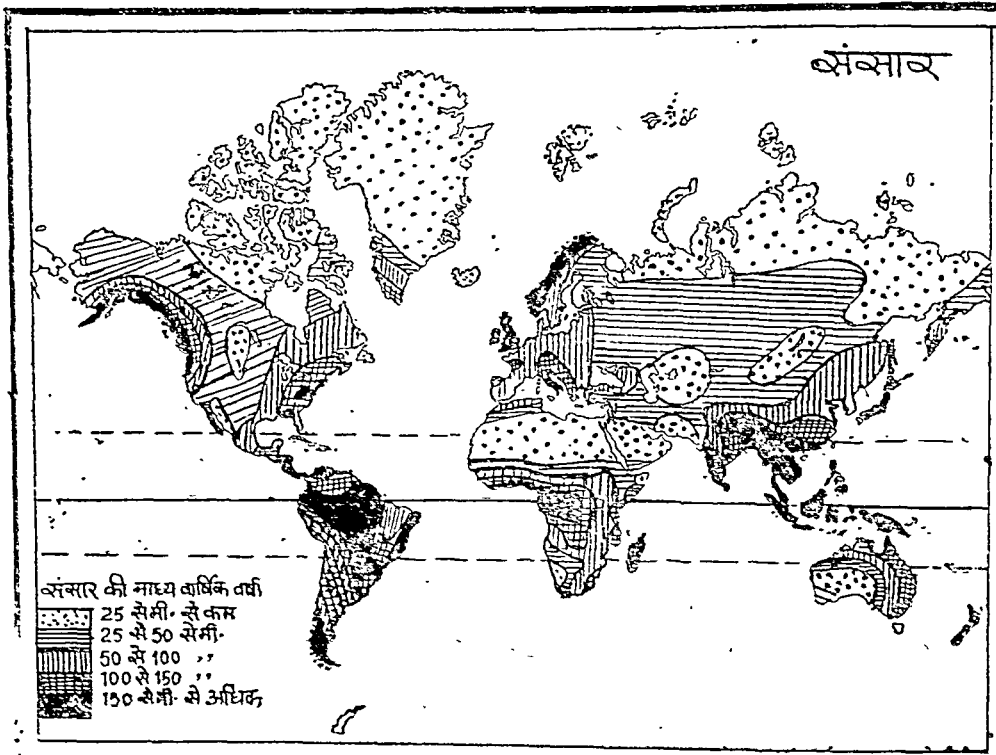 संसार
संसार की माध्य वार्षिक वर्षा
25 सेमी. से कम
25 से 50 सेमी.
50 से 100 ,,
100 से 150 ,,
150 सेमी. से अधिक